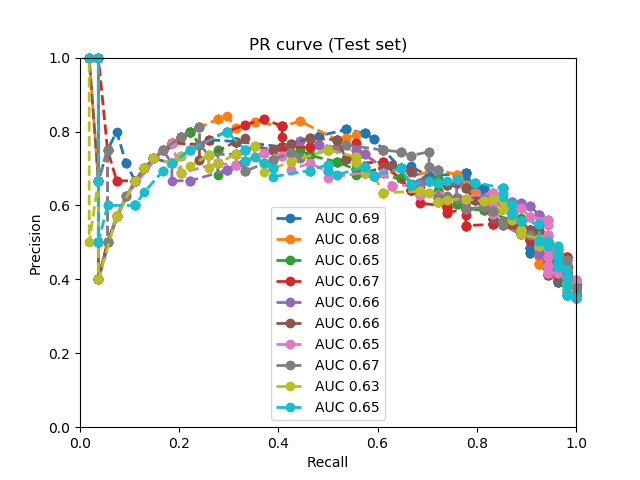 PR curve (Test set)
Precision
1.0
0.8
0.6
0.4
0.2
0.0
AUC 0.69
AUC 0.68
AUC 0.65
AUC 0.67
AUC 0.66
AUC 0.66
AUC 0.65
AUC 0.67
AUC 0.63
AUC 0.65
0.0 0.2 0.4 0.6 0.8 1.0
Recall